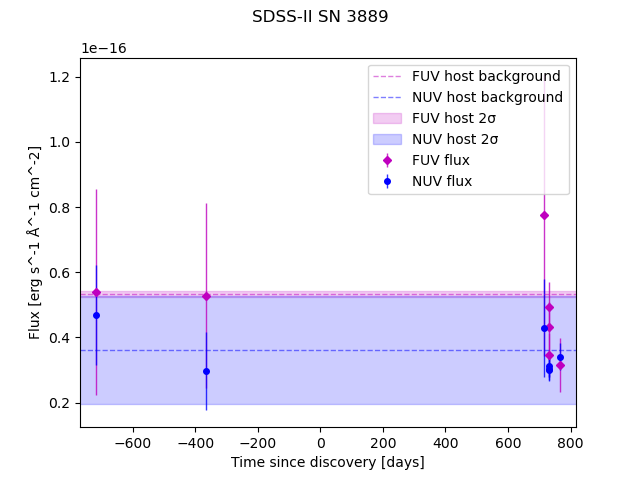 SDSS-II SN 3889
1e−16
FUV host background
NUV host background
FUV host 2σ
NUV host 2σ
FUV flux
NUV flux
1.2
1.0
0.8
0.6
0.4
0.2
Flux [erg s^-1 Å^-1 cm^-2]
−600 −400 −200 0 200 400 600 800
Time since discovery [days]